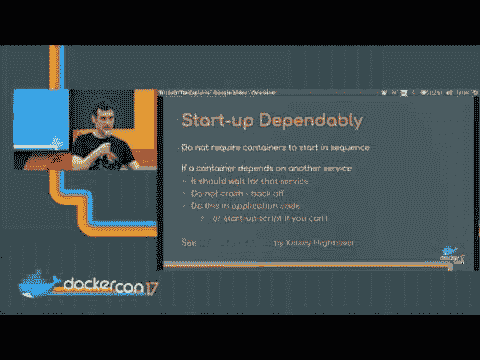 Start-up Dependably
Do not require containers to start in sequence
If a container depends on another service
It should wait for that service
Do not crash - back off
Do this in application code
or start-up script if you can't
See by Kelsey Hightower
dockercon 17